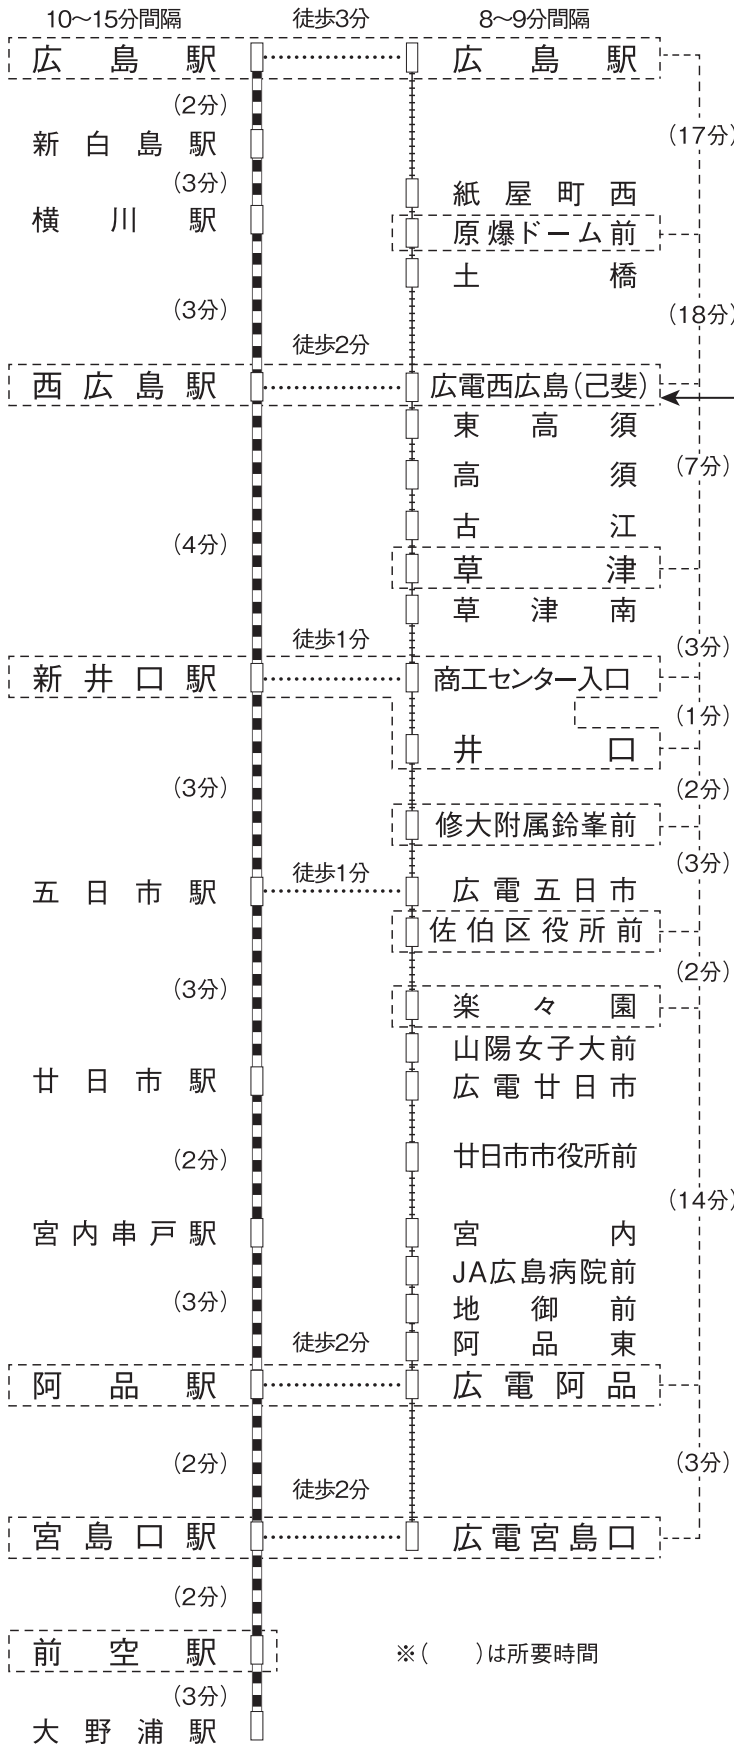 10～15分間隔 徒歩3分 8～9分間隔
広島駅 広島駅
(2分) (17分)
新白島駅
(3分) 紙屋町西
横川駅 原爆ドーム前
土橋
(3分) (18分)
徒歩2分
西広島駅 広電西広島(己斐)
東高須
高須 (7分)
古江
(4分)
草津
草津南
徒歩1分 (3分)
新井口駅 商工センター入口
(1分)
井口
(3分) (2分)
修大附属鈴峯前
徒歩1分 (3分)
五日市駅 広電五日市
佐伯区役所前
(3分) (2分)
楽々園
山陽女子大前
廿日市駅 広電廿日市
(2分) 廿日市市役所前
(14分)
宮内串戸駅 宮内
JA広島病院前
(3分) 地御前
徒歩2分 阿品東
阿品駅 広電阿品
(2分) (3分)
徒歩2分
宮島口駅 広電宮島口
(2分)
前空駅 ※(　)は所要時間
(3分)
大野浦駅